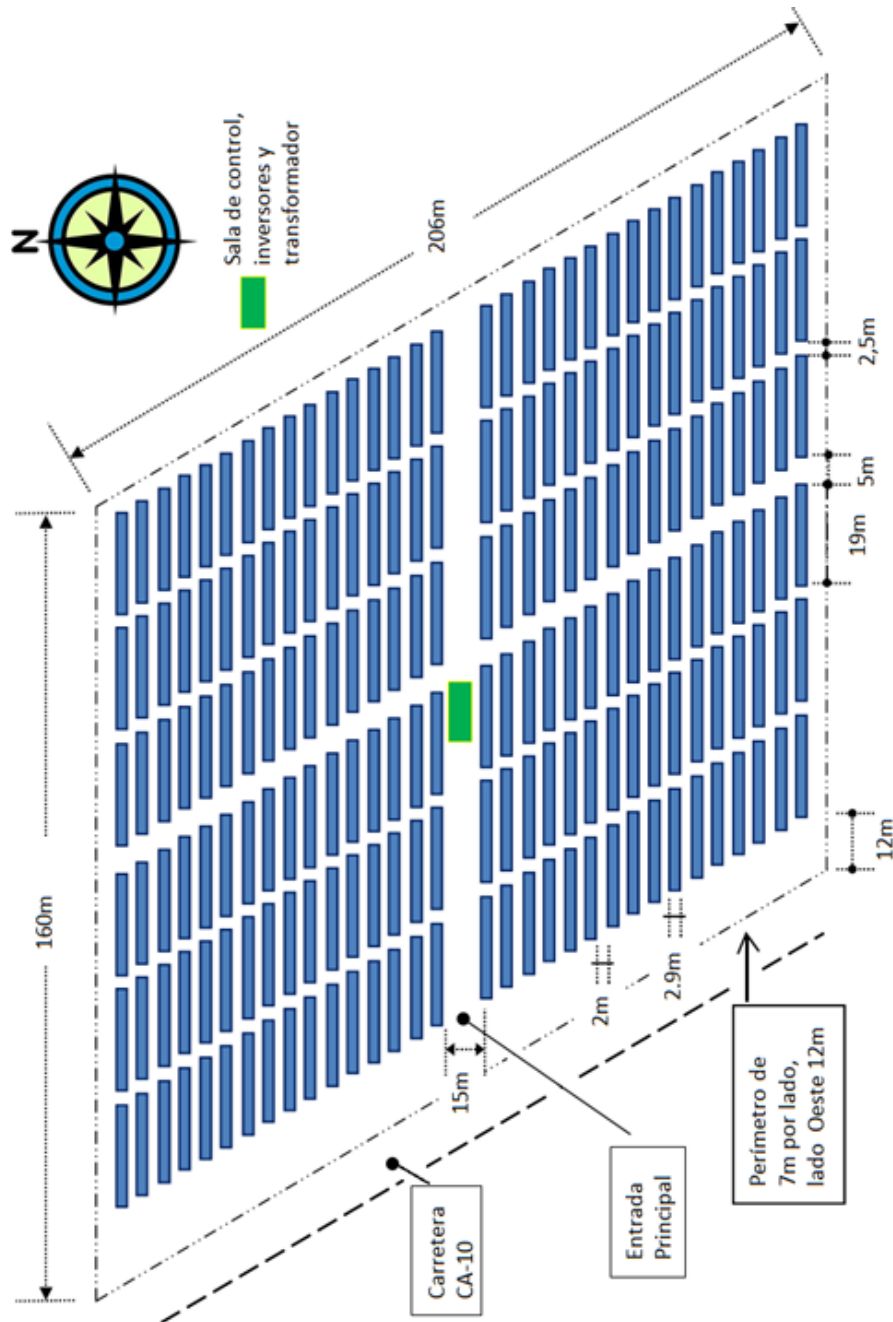 N
Sala de control,
inversores y
transformador
160m
206m
15m
2m
2.9m
12m
19m
5m
2,5m
Carretera
CA-10
Entrada
Principal
Perímetro de
7m por lado,
lado Oeste 12m